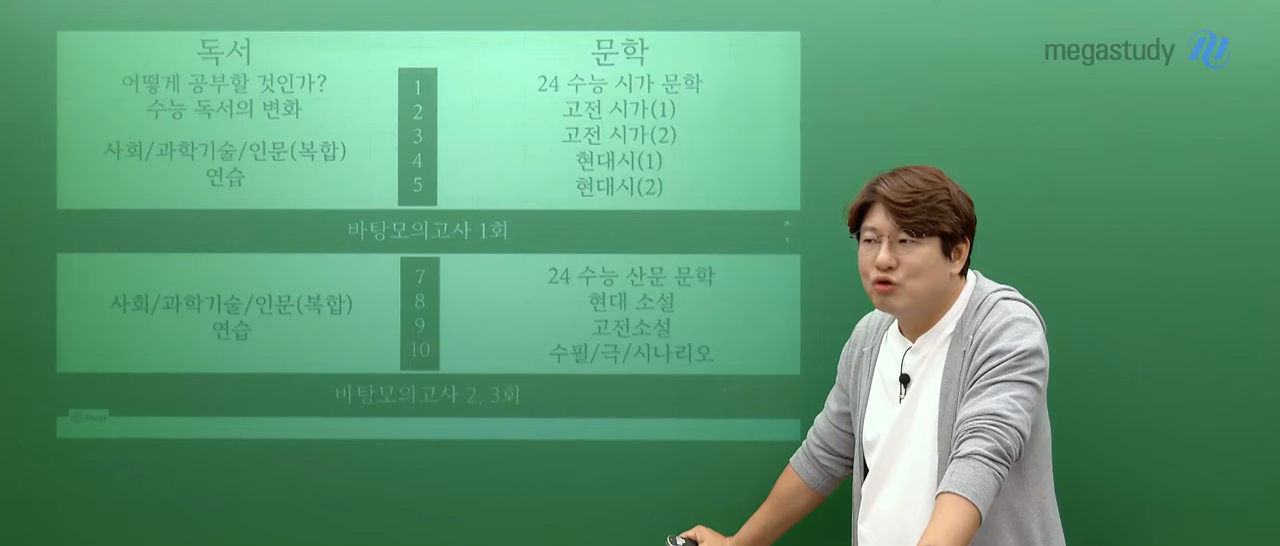 megastudy
독서
문학
어떻게 공부할 것인가?
1
24 수능 시가 문학
수능 독서의 변화
2
고전 시가(1)
3
고전 시가(2)
사회/과학기술/인문(복합)
4
현대시(1)
연습
5
현대시(2)
바탕모의고사 1회
7
24 수능 산문 문학
사회/과학기술/인문(복합)
8
현대 소설
연습
9
고전소설
10
수필/극/시나리오
바탕모의고사 2, 3회